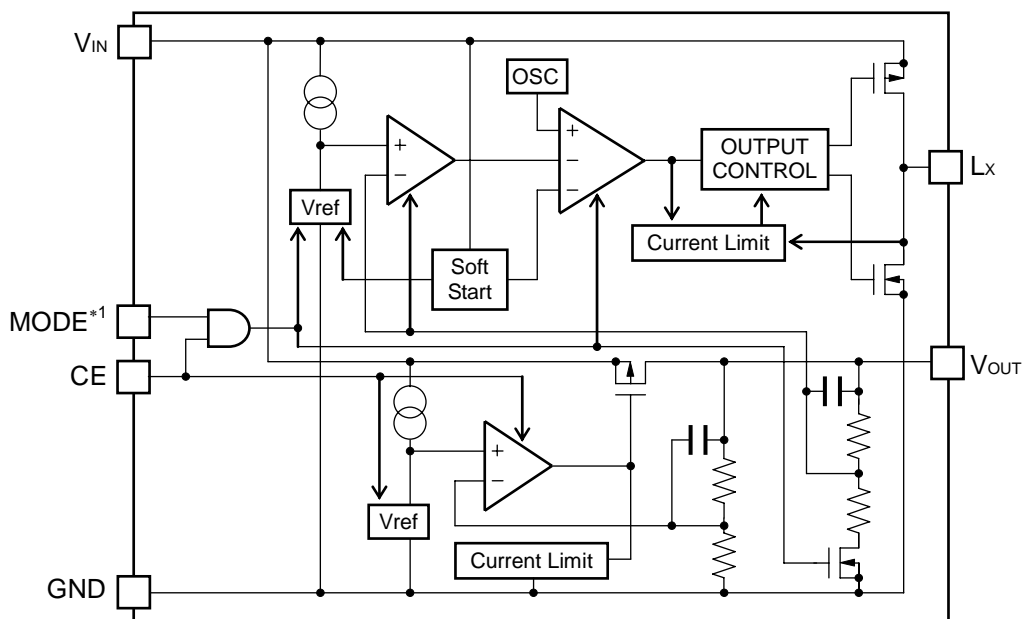 VIN
OSC
+
−
+
−
OUTPUT
CONTROL
LX
Vref
Current Limit
Soft
Start
MODE*1
CE
VOUT
+
−
Vref
Current Limit
GND